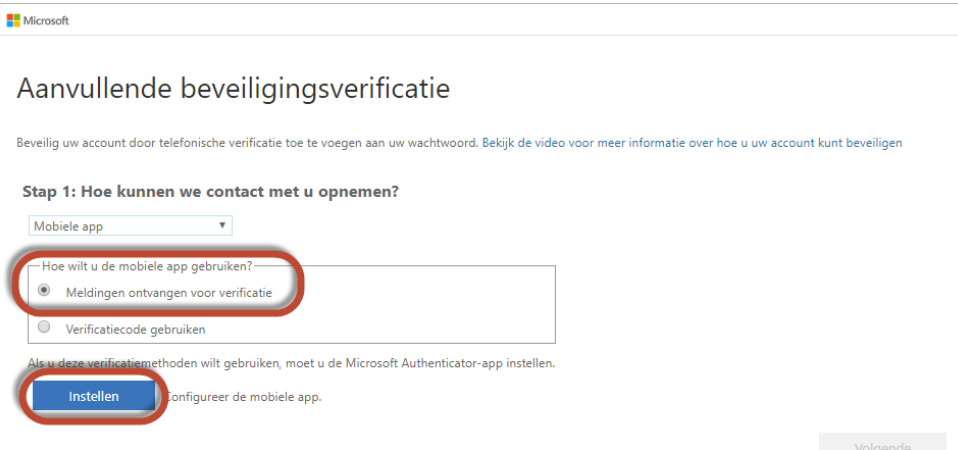 Microsoft
Aanvullende beveiligingsverificatie
Beveilig uw account door telefonische verificatie toe te voegen aan uw wachtwoord. Bekijk de video voor meer informatie over hoe u uw account kunt beveiligen
Stap 1: Hoe kunnen we contact met u opnemen?
Mobiele app
Hoe wilt u de mobiele app gebruiken?
Meldingen ontvangen voor verificatie
Verificatiecode gebruiken
Als u deze verificatiemethoden wilt gebruiken, moet u de Microsoft Authenticator-app instellen.
Instellen Configureer de mobiele app.
Volgende